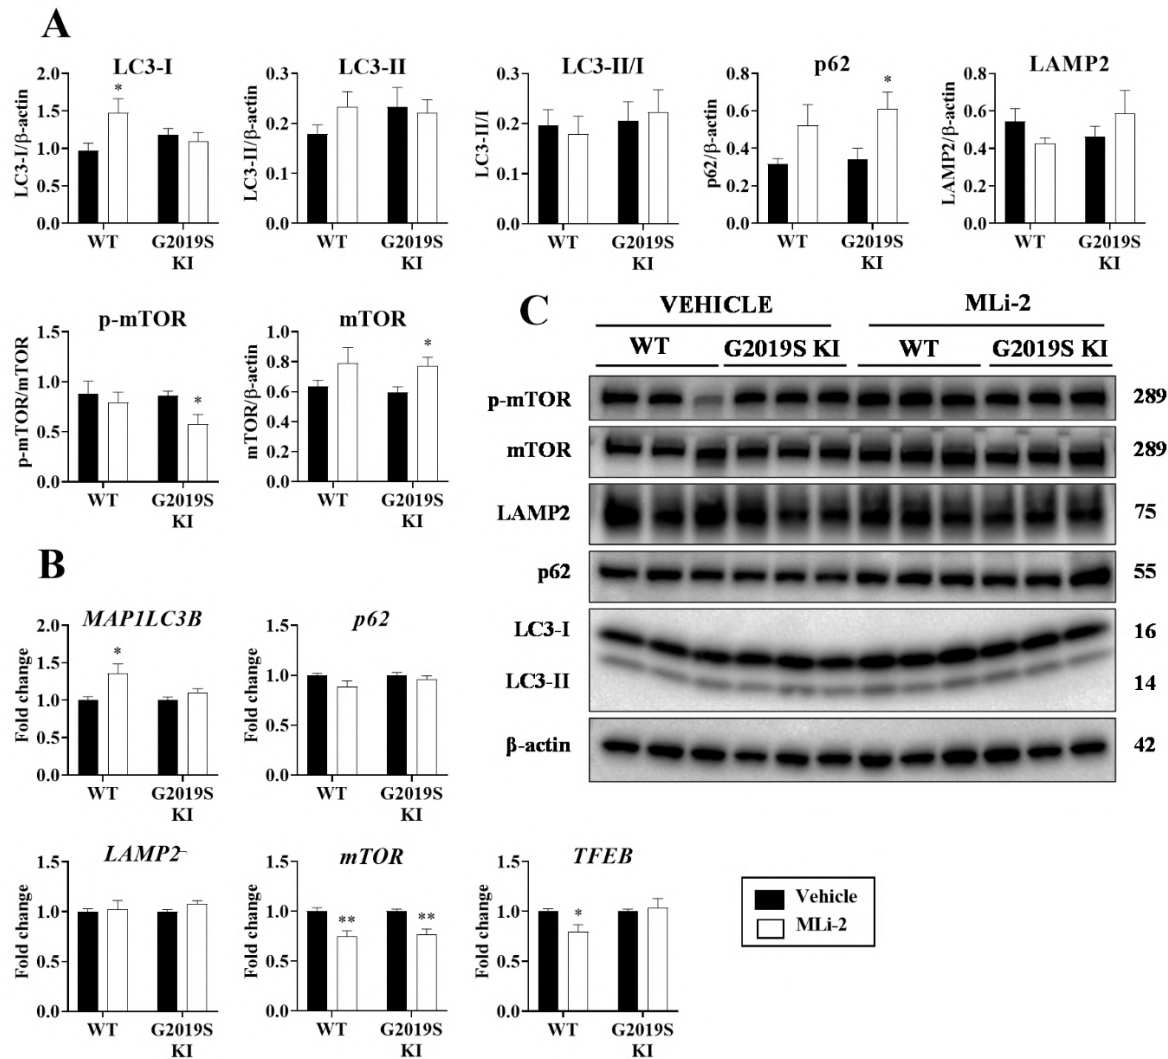 A
LC3-I
LC3-I/β-actin
2.0
1.5
1.0
0.5
0.0
*
WT
G2019S
KI
LC3-II
LC3-II/β-actin
0.3
0.2
0.1
0.0
WT
G2019S
KI
LC3-II/I
LC3-II/I
0.3
0.2
0.1
0.0
WT
G2019S
KI
p62
p62/β-actin
0.8
0.6
0.4
0.2
0.0
*
WT
G2019S
KI
LAMP2
LAMP2/β-actin
0.8
0.6
0.4
0.2
0.0
WT
G2019S
KI
p-mTOR
p-mTOR/mTOR
1.5
1.0
0.5
0.0
*
WT
G2019S
KI
mTOR
mTOR/β-actin
1.0
0.8
0.6
0.4
0.2
0.0
*
WT
G2019S
KI
C
VEHICLE MLi-2
WT G2019S KI WT G2019S KI
p-mTOR 289
mTOR 289
LAMP2 75
p62 55
LC3-I 16
LC3-II 14
β-actin 42
B
MAP1LC3B
Fold change
2.0
1.5
1.0
0.5
0.0
*
WT
G2019S
KI
p62
Fold change
1.5
1.0
0.5
0.0
WT
G2019S
KI
LAMP2
Fold change
1.5
1.0
0.5
0.0
WT
G2019S
KI
mTOR
Fold change
1.5
1.0
0.5
0.0
**
**
WT
G2019S
KI
TFEB
Fold change
1.5
1.0
0.5
0.0
*
WT
G2019S
KI
Vehicle
MLi-2